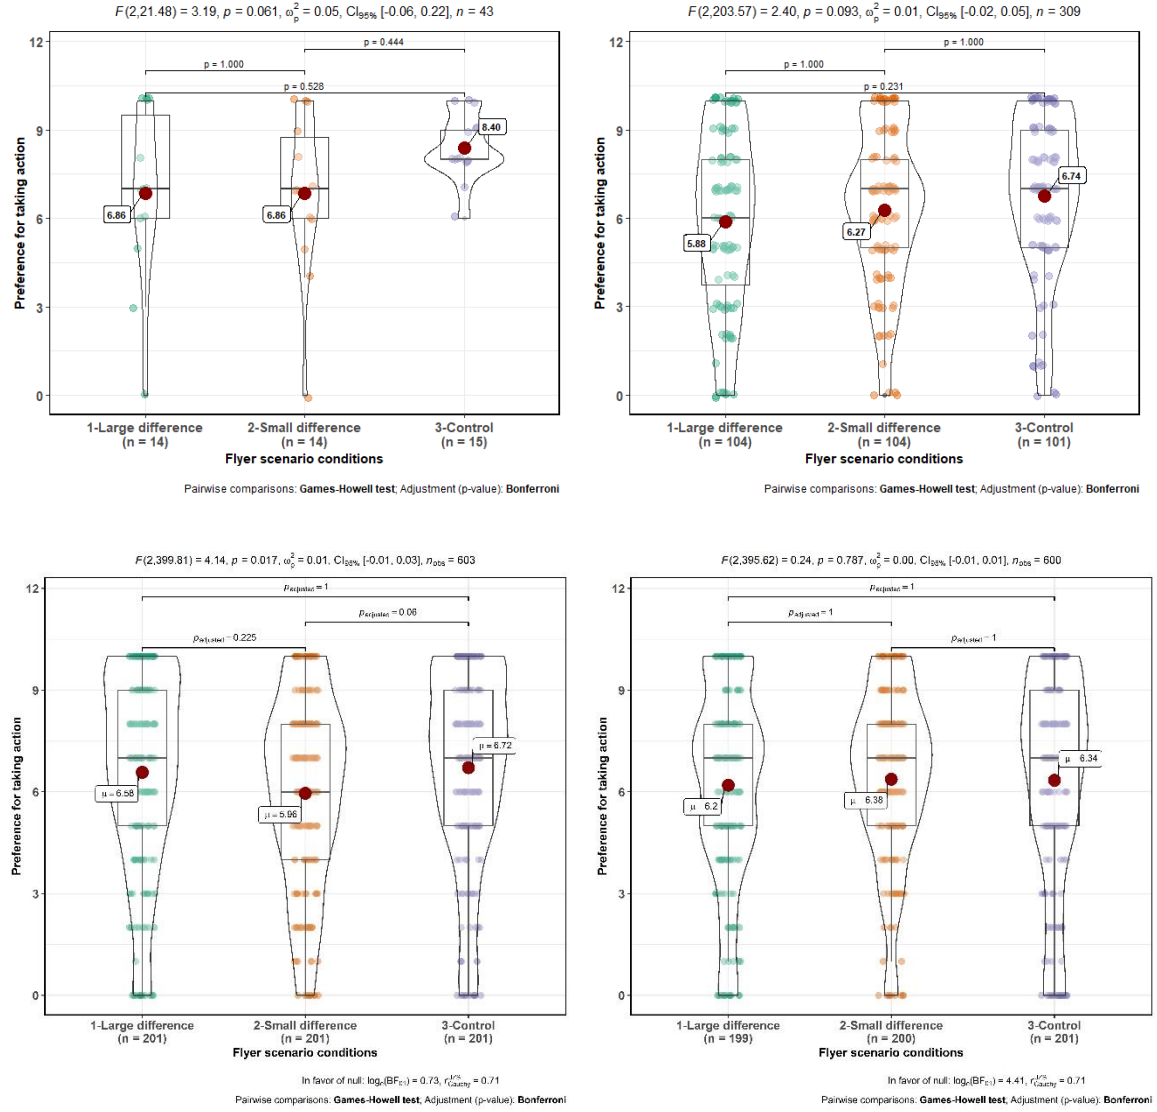 F(2,21.48) = 3.19, p = 0.061, ω²ₚ = 0.05, CI₉₅% [-0.06, 0.22], n = 43
12
9
6
3
0
Preference for taking action
p = 0.444
p = 1.000
p = 0.528
6.86
6.86
8.40
1-Large difference
(n = 14)
2-Small difference
(n = 14)
3-Control
(n = 15)
Flyer scenario conditions
Pairwise comparisons: Games-Howell test; Adjustment (p-value): Bonferroni
F(2,203.57) = 2.40, p = 0.093, ω²ₚ = 0.01, CI₉₅% [-0.02, 0.05], n = 309
12
9
6
3
0
Preference for taking action
p = 1.000
p = 1.000
p = 0.231
5.88
6.27
6.74
1-Large difference
(n = 104)
2-Small difference
(n = 104)
3-Control
(n = 101)
Flyer scenario conditions
Pairwise comparisons: Games-Howell test; Adjustment (p-value): Bonferroni
F(2,399.81) = 4.14, p = 0.017, ω²ₚ = 0.01, CI₉₅% [-0.01, 0.03], nobs = 603
12
9
6
3
0
Preference for taking action
padjusted = 1
padjusted = 0.06
padjusted = 0.225
μ = 6.58
μ = 5.96
μ = 6.72
1-Large difference
(n = 201)
2-Small difference
(n = 201)
3-Control
(n = 201)
Flyer scenario conditions
In favor of null: logₑ(BF₀₁) = 0.73, = 0.71
Pairwise comparisons: Games-Howell test; Adjustment (p-value): Bonferroni
F(2,395.62) = 0.24, p = 0.787, ω²ₚ = 0.00, CI₉₅% [-0.01, 0.01], nobs = 600
12
9
6
3
0
Preference for taking action
padjusted = 1
padjusted = 1
padjusted = 1
μ 6.2
μ 6.38
μ 6.34
1-Large difference
(n = 199)
2-Small difference
(n = 200)
3-Control
(n = 201)
Flyer scenario conditions
In favor of null: logₑ(BF₀₁) = 4.41, = 0.71
Pairwise comparisons: Games-Howell test; Adjustment (p-value): Bonferroni